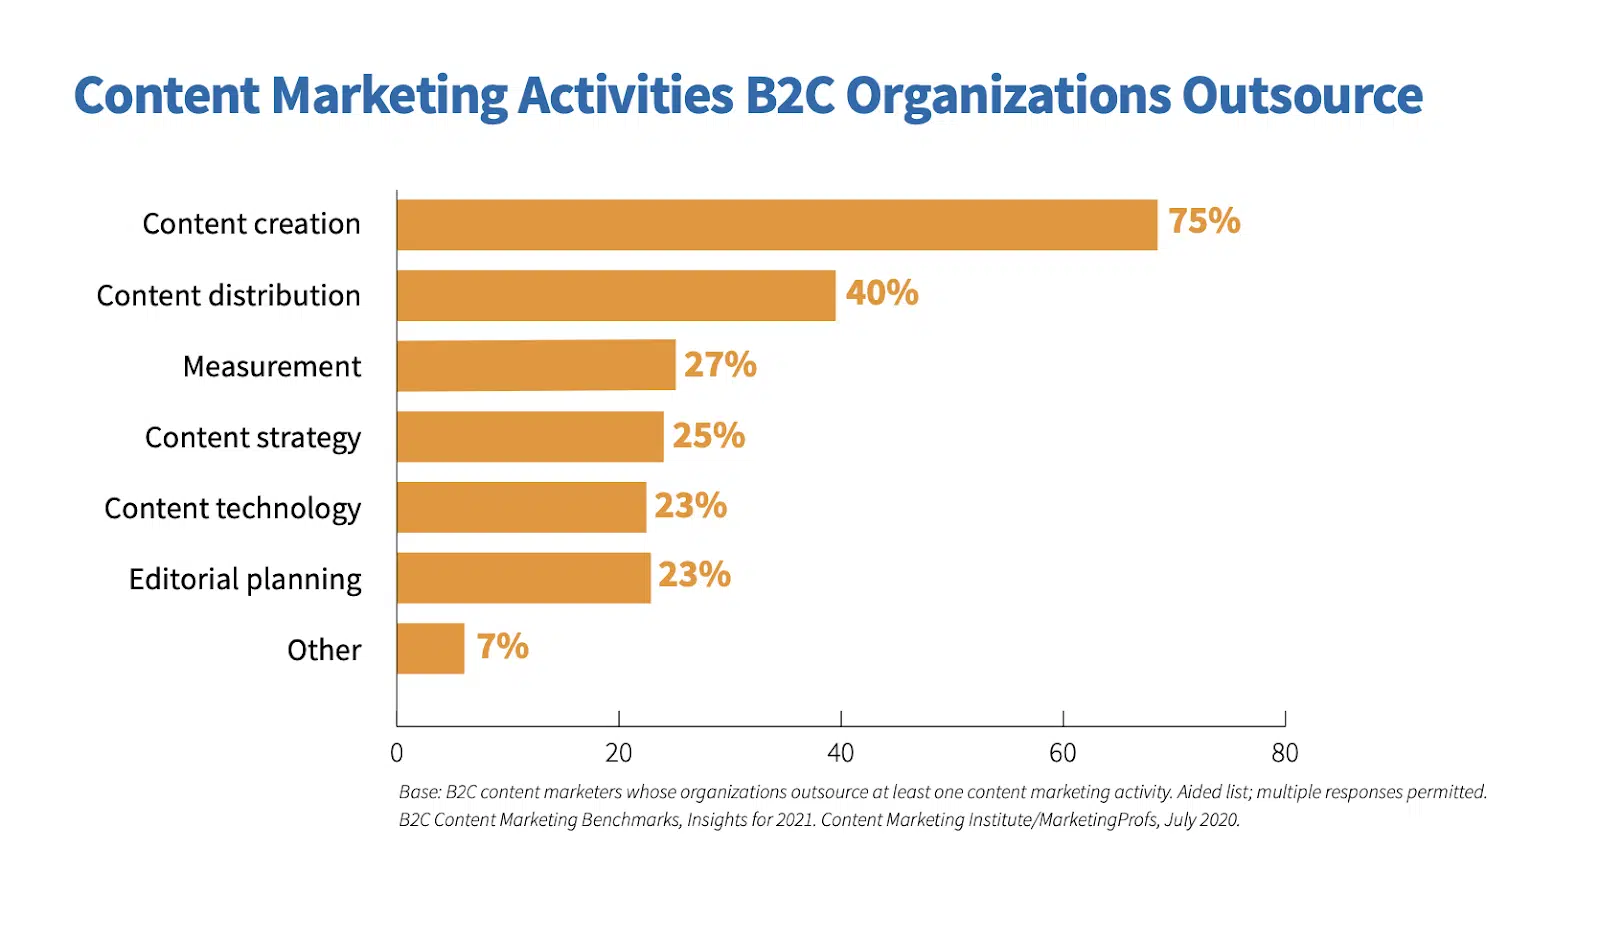 Content Marketing Activities B2C Organizations Outsource
Content creation 75%
Content distribution 40%
Measurement 27%
Content strategy 25%
Content technology 23%
Editorial planning 23%
Other 7%
0 20 40 60 80
Base: B2C content marketers whose organizations outsource at least one content marketing activity. Aided list; multiple responses permitted.
B2C Content Marketing Benchmarks, Insights for 2021. Content Marketing Institute/MarketingProfs, July 2020.